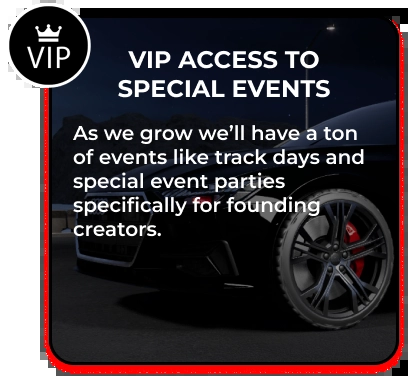 VIP
VIP ACCESS TO
SPECIAL EVENTS
As we grow we’ll have a ton
of events like track days and
special event parties
specifically for founding
creators.